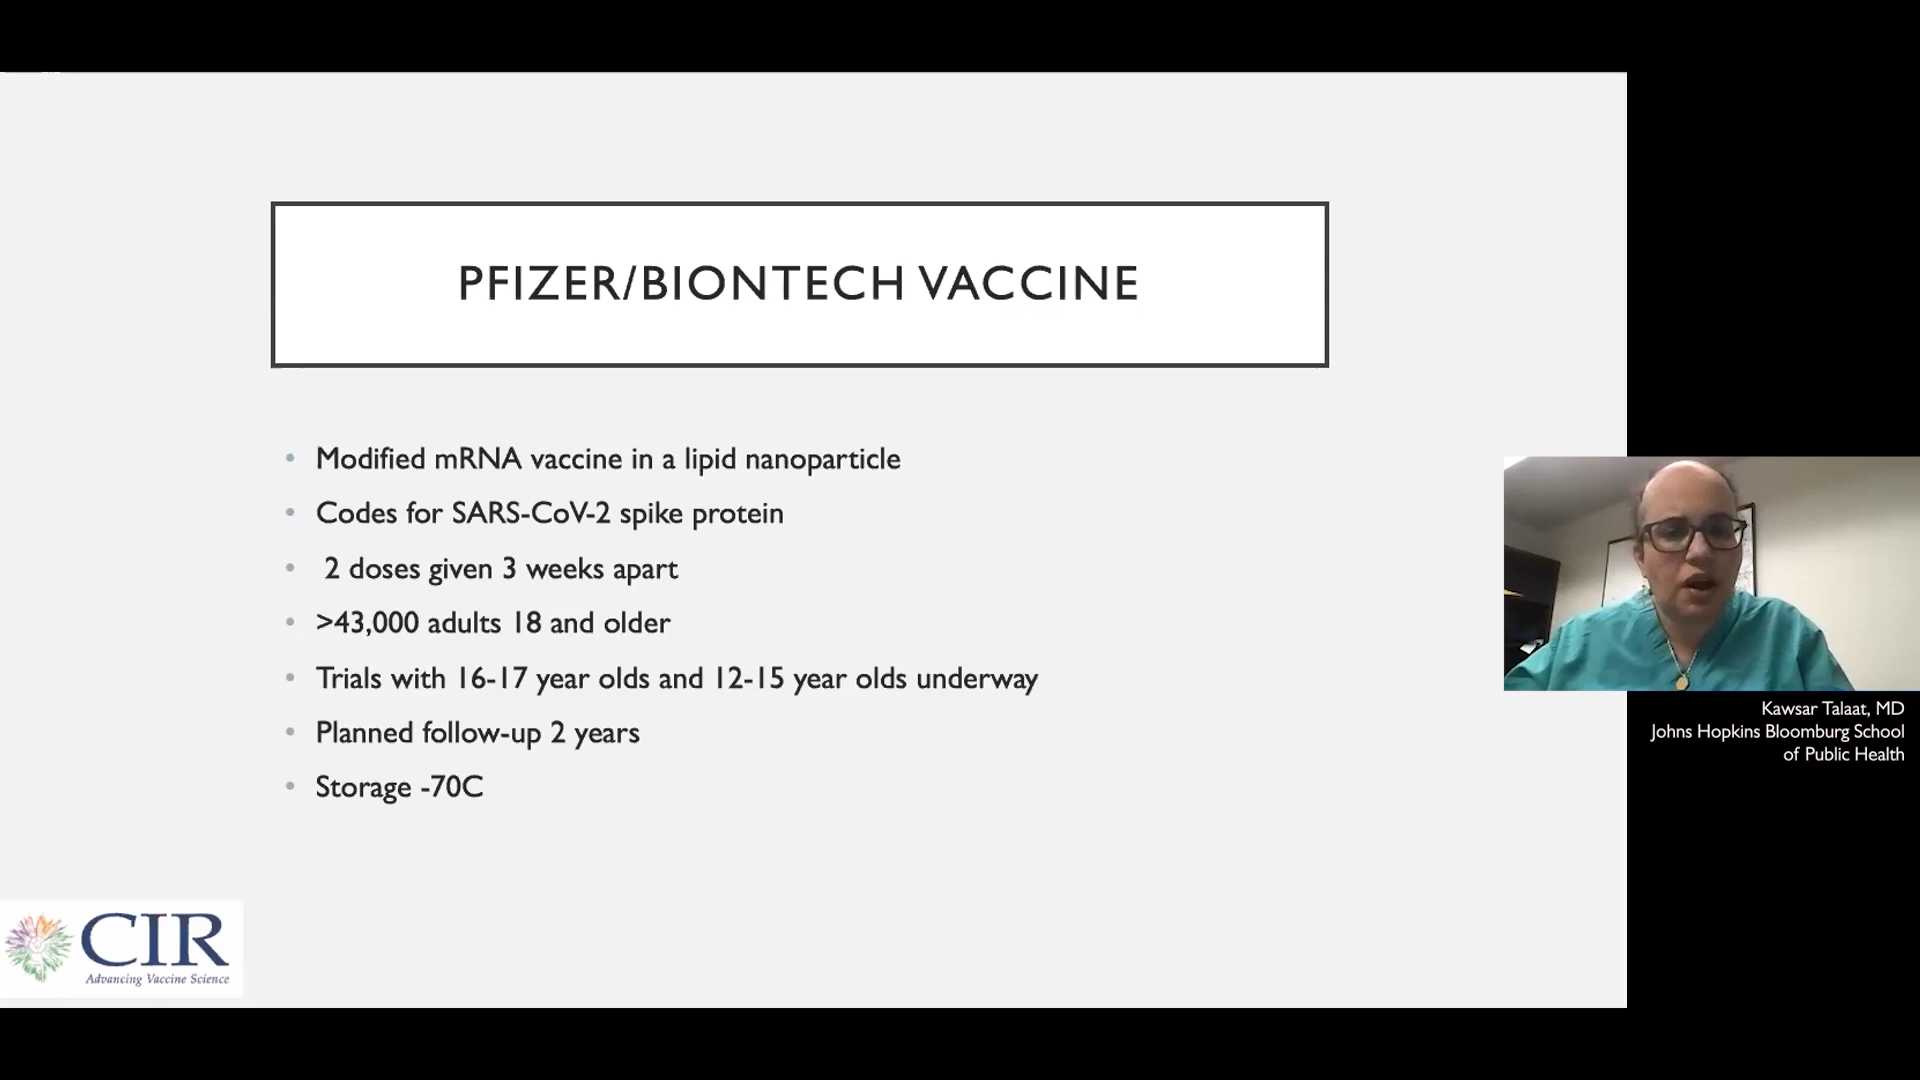 PFIZER/BIONTECH VACCINE
• Modified mRNA vaccine in a lipid nanoparticle
• Codes for SARS-CoV-2 spike protein
• 2 doses given 3 weeks apart
• >43,000 adults 18 and older
• Trials with 16-17 year olds and 12-15 year olds underway
• Planned follow-up 2 years
• Storage -70C
Kawsar Talaat, MD
Johns Hopkins Bloomburg School
of Public Health
CIR
Advancing Vaccine Science